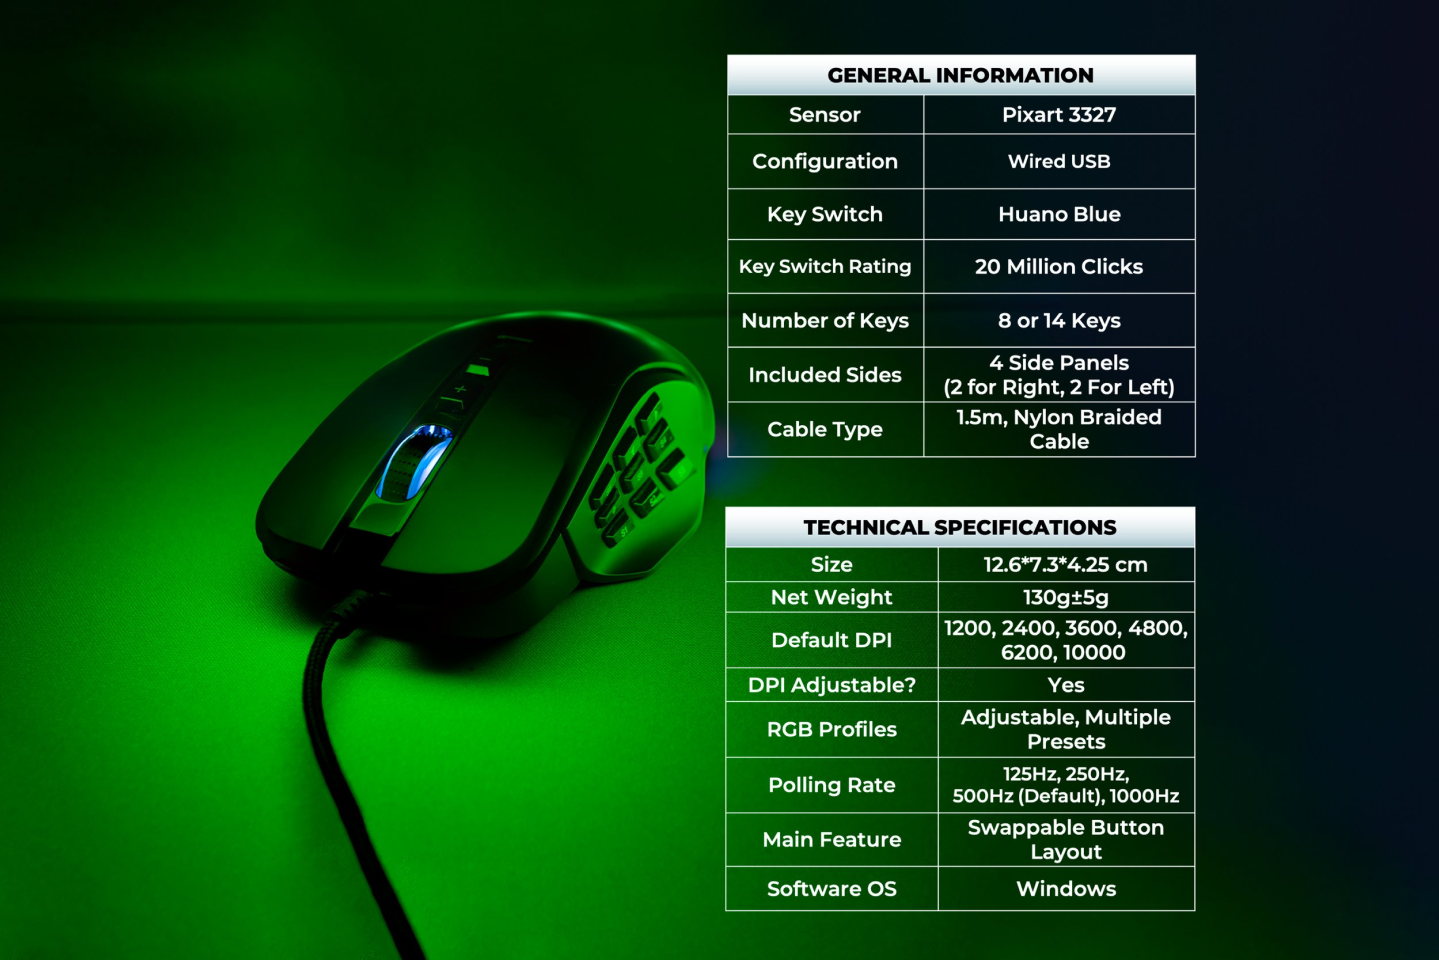 GENERAL INFORMATION
Sensor
Pixart 3327
Configuration
Wired USB
Key Switch
Huano Blue
Key Switch Rating
20 Million Clicks
Number of Keys
8 or 14 Keys
Included Sides
4 Side Panels
(2 for Right, 2 For Left)
Cable Type
1.5m, Nylon Braided
Cable
TECHNICAL SPECIFICATIONS
Size
12.6*7.3*4.25 cm
Net Weight
130g±5g
Default DPI
1200, 2400, 3600, 4800,
6200, 10000
DPI Adjustable?
Yes
RGB Profiles
Adjustable, Multiple
Presets
Polling Rate
125Hz, 250Hz,
500Hz (Default), 1000Hz
Main Feature
Swappable Button
Layout
Software OS
Windows